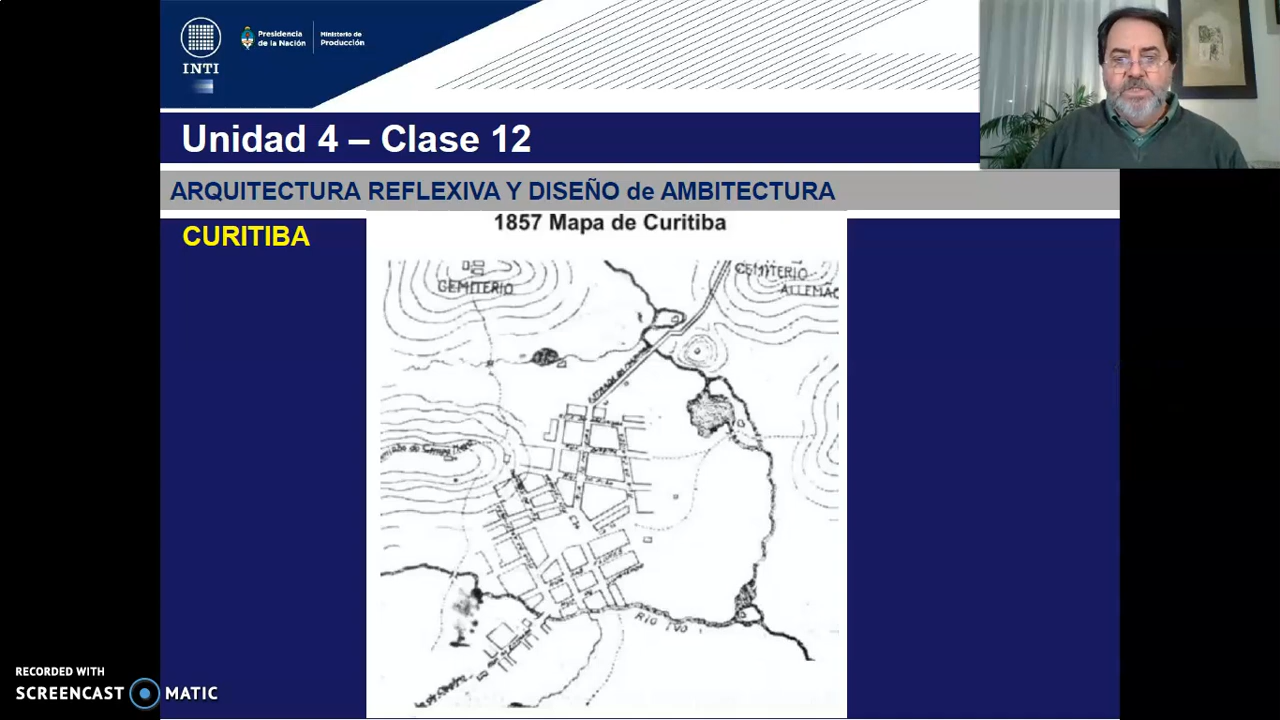 INTI
Presidencia
de la Nación
Ministerio de
Producción
Unidad 4 – Clase 12
ARQUITECTURA REFLEXIVA Y DISEÑO de AMBITECTURA
CURITIBA
1857 Mapa de Curitiba
CEMITERIO
CEMITERIO
ALLEMÃO
RIO IVO
RECORDED WITH
SCREENCAST MATIC